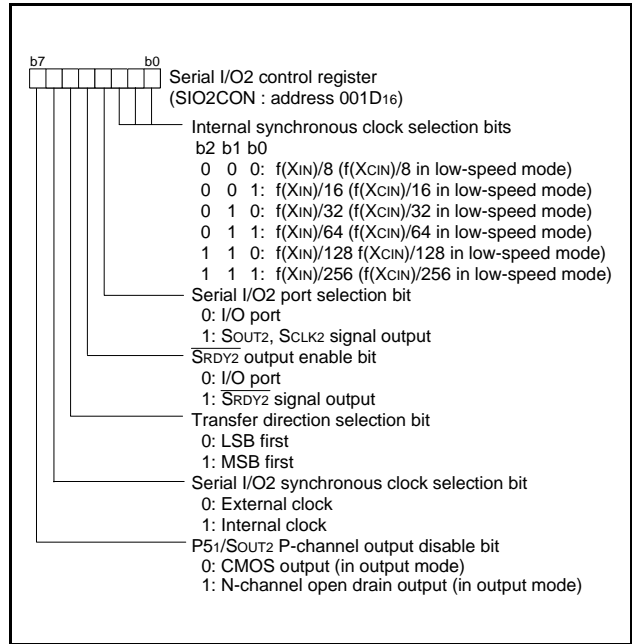 b7 b0
Serial I/O2 control register
(SIO2CON : address 001D16)
Internal synchronous clock selection bits
b2 b1 b0
0 0 0: f(XIN)/8 (f(XCIN)/8 in low-speed mode)
0 0 1: f(XIN)/16 (f(XCIN)/16 in low-speed mode)
0 1 0: f(XIN)/32 (f(XCIN)/32 in low-speed mode)
0 1 1: f(XIN)/64 (f(XCIN)/64 in low-speed mode)
1 1 0: f(XIN)/128 f(XCIN)/128 in low-speed mode)
1 1 1: f(XIN)/256 (f(XCIN)/256 in low-speed mode)
Serial I/O2 port selection bit
0: I/O port
1: SOUT2, SCLK2 signal output
SRDY2 output enable bit
0: I/O port
1: SRDY2 signal output
Transfer direction selection bit
0: LSB first
1: MSB first
Serial I/O2 synchronous clock selection bit
0: External clock
1: Internal clock
P51/SOUT2 P-channel output disable bit
0: CMOS output (in output mode)
1: N-channel open drain output (in output mode)